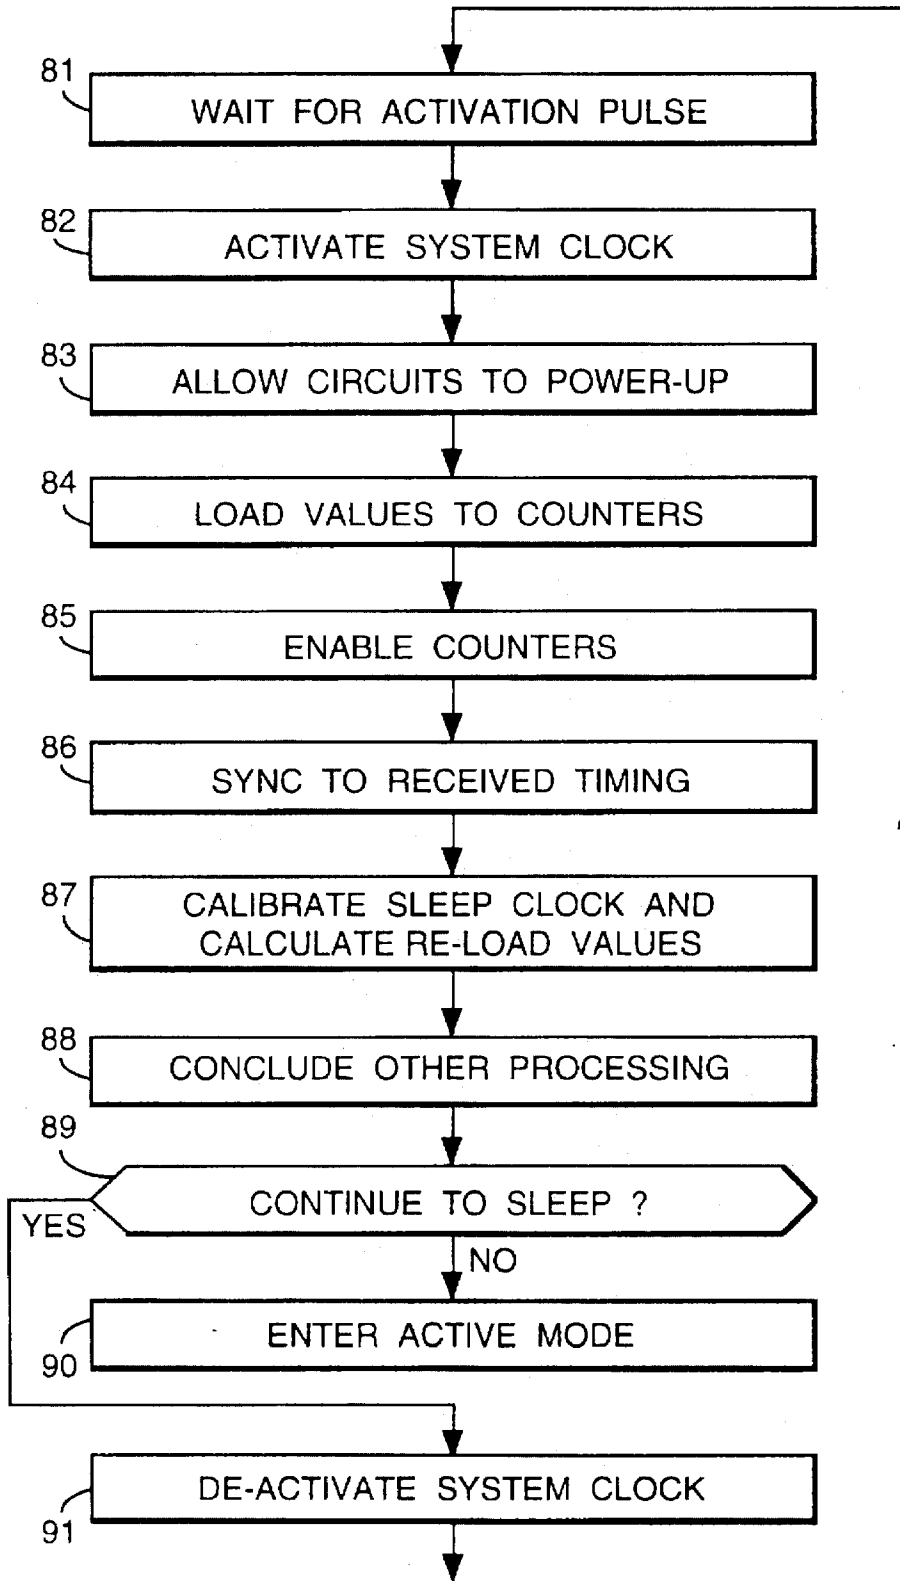 81
WAIT FOR ACTIVATION PULSE
82
ACTIVATE SYSTEM CLOCK
83
ALLOW CIRCUITS TO POWER-UP
84
LOAD VALUES TO COUNTERS
85
ENABLE COUNTERS
86
SYNC TO RECEIVED TIMING
87
CALIBRATE SLEEP CLOCK AND
CALCULATE RE-LOAD VALUES
88
CONCLUDE OTHER PROCESSING
89
CONTINUE TO SLEEP ?
YES
NO
ENTER ACTIVE MODE
90
DE-ACTIVATE SYSTEM CLOCK
91